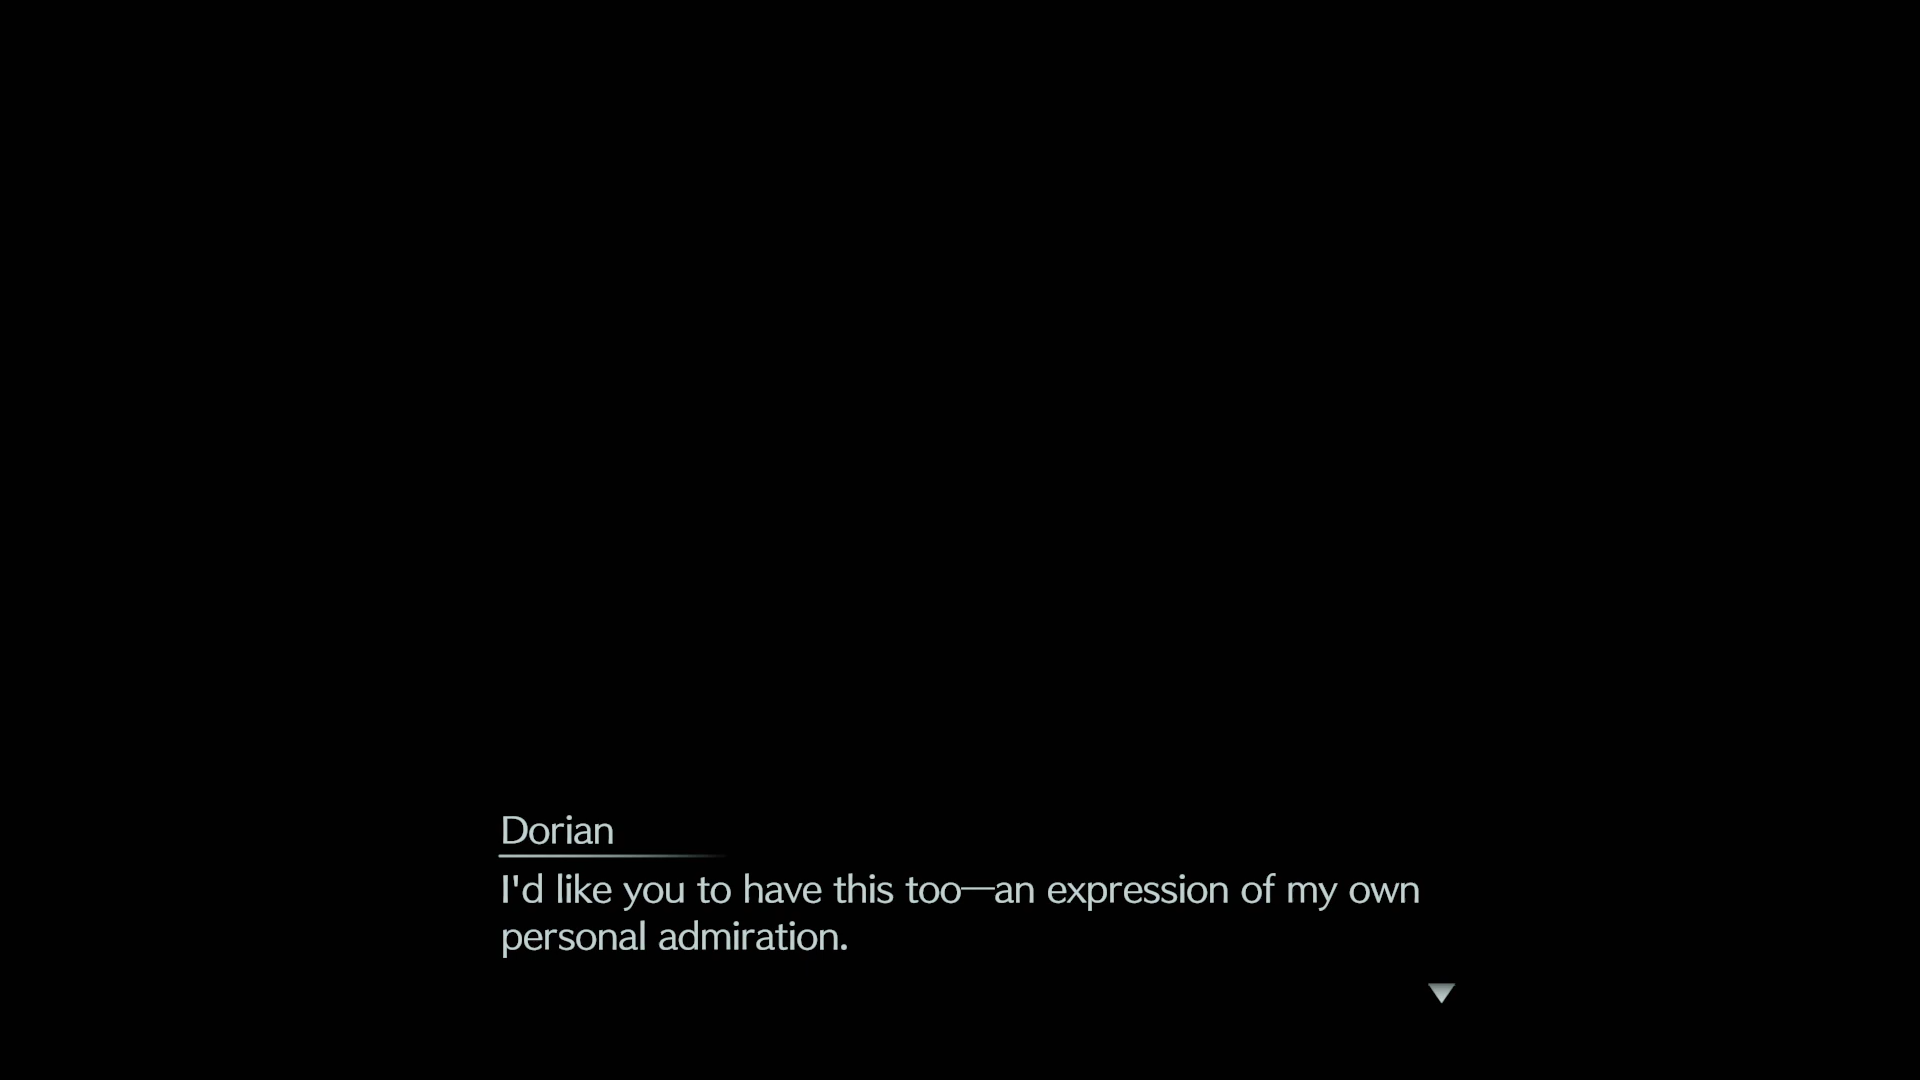 Dorian
I'd like you to have this too—an expression of my own
personal admiration.